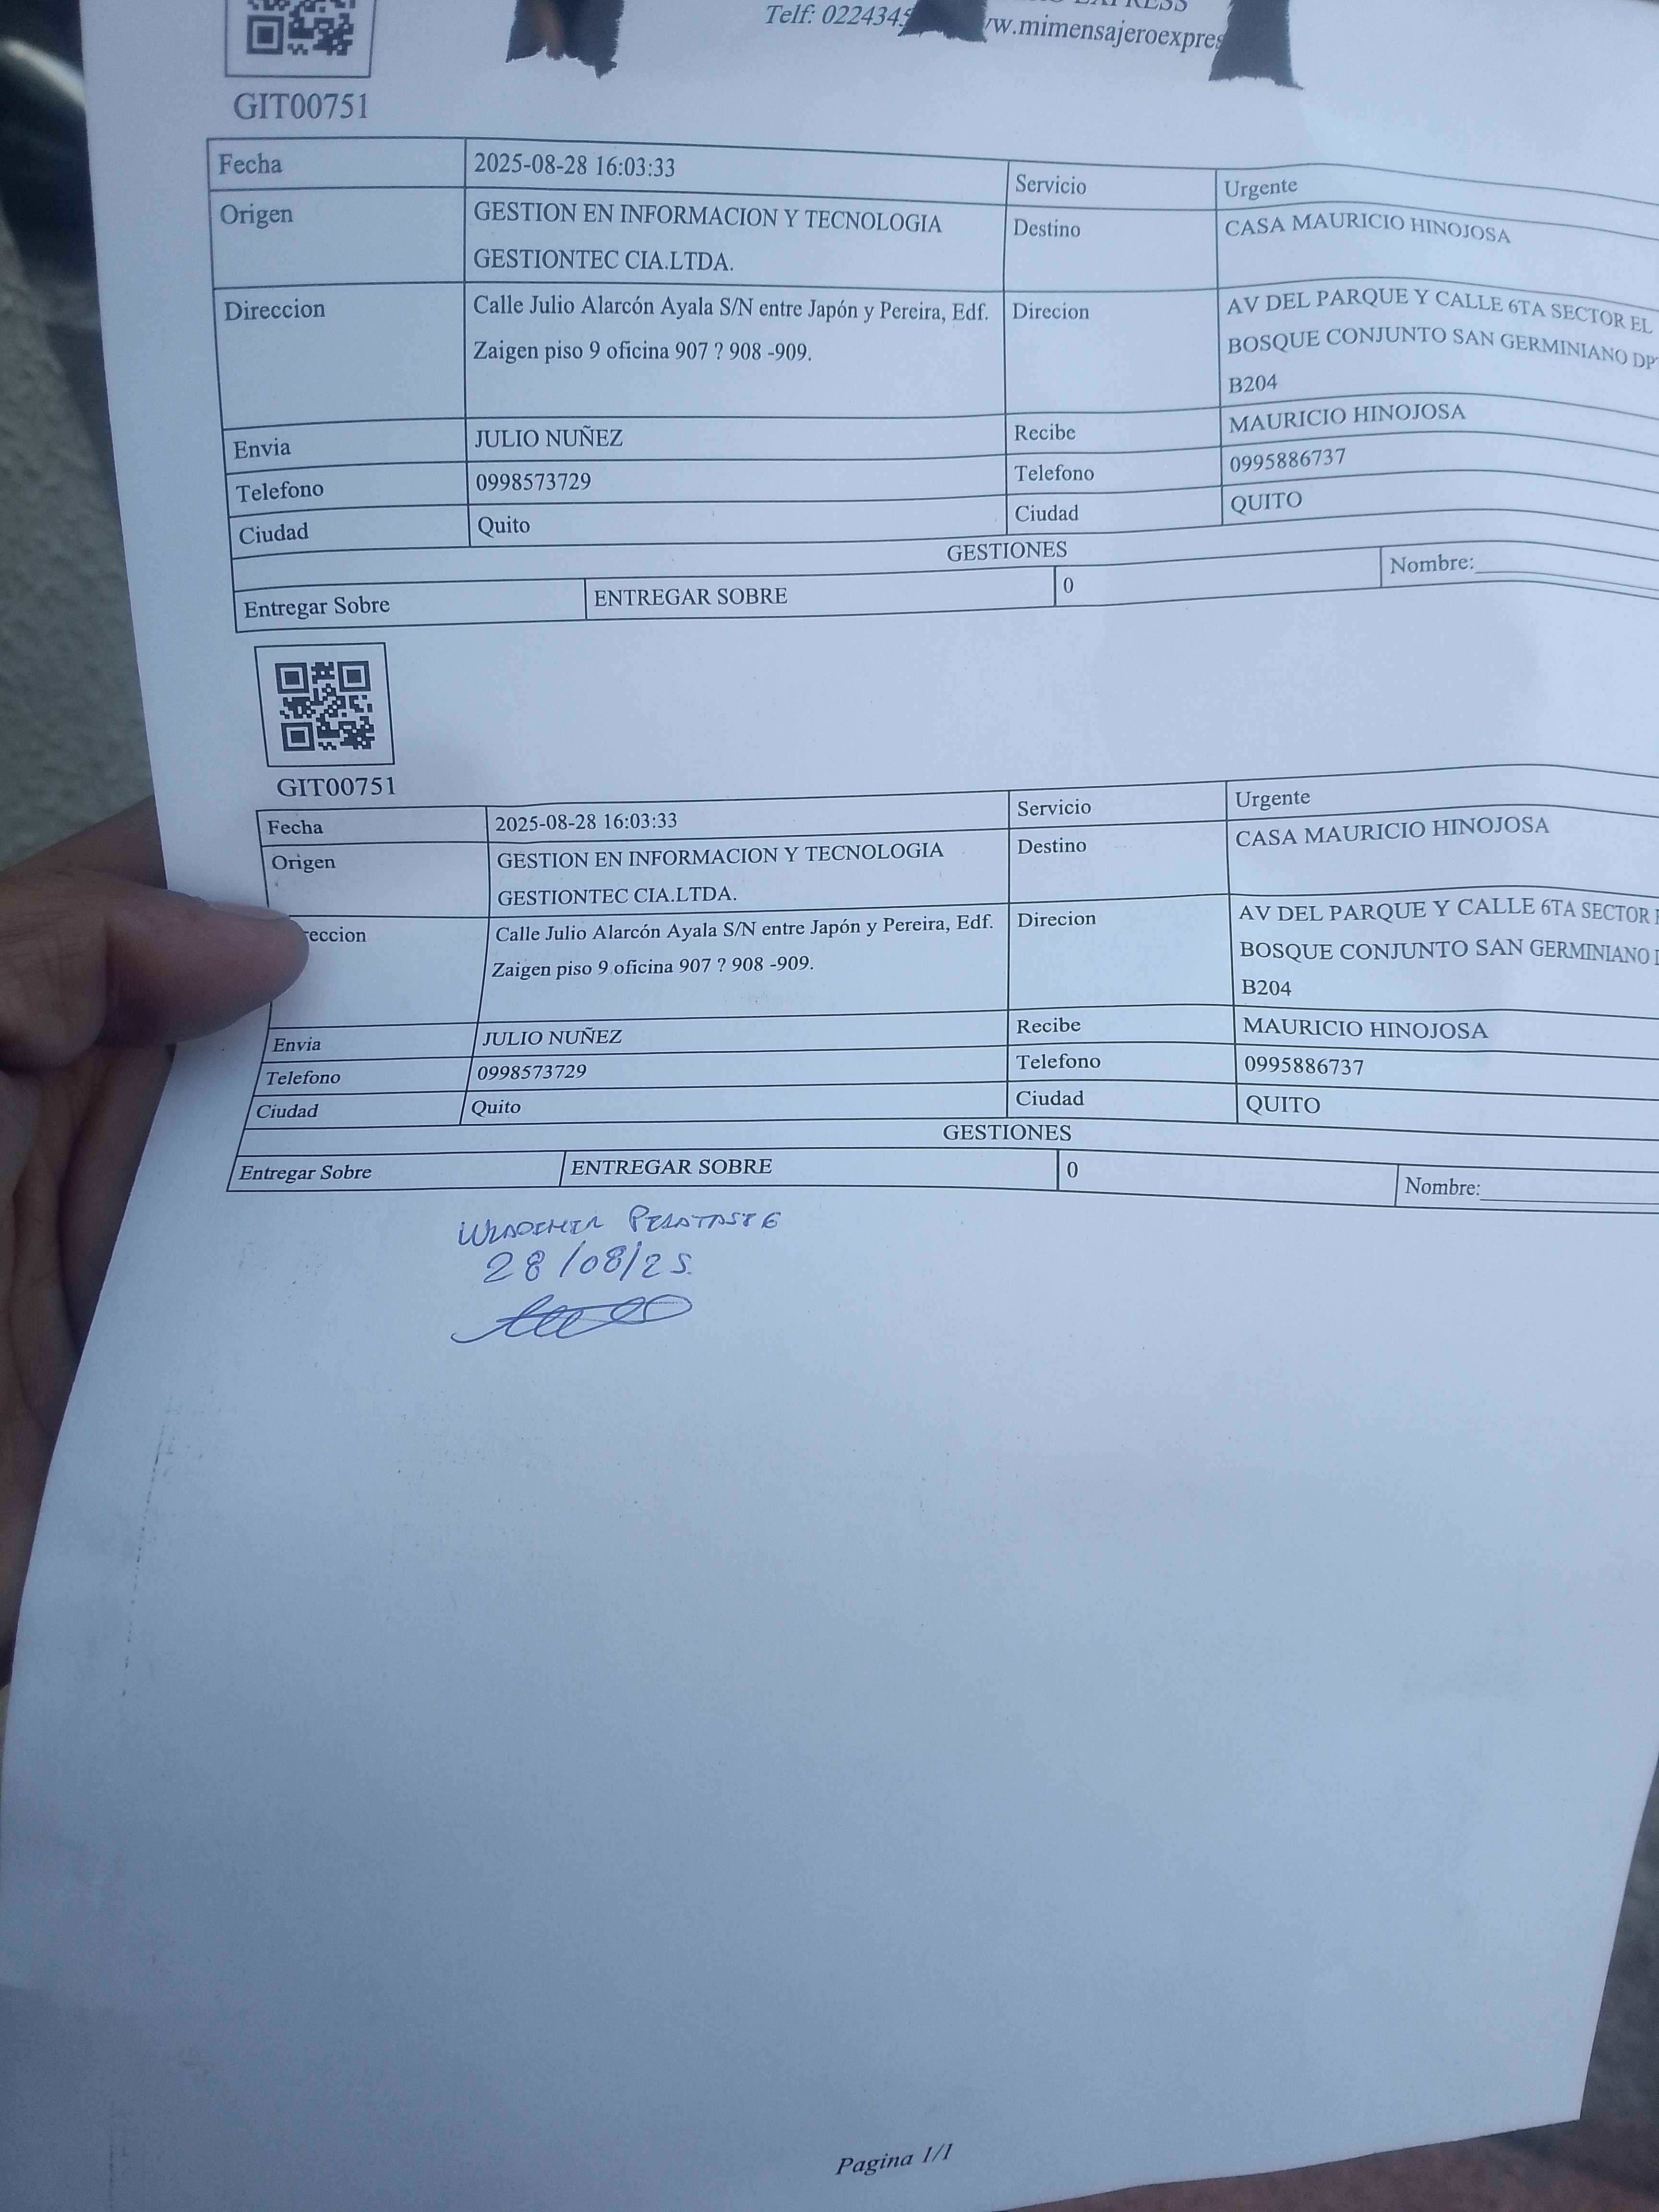 Telf: 022434
w.mimensajeroexpres
GIT00751
Fecha 2025-08-28 16:03:33 Servicio Urgente
Origen GESTION EN INFORMACION Y TECNOLOGIA Destino CASA MAURICIO HINOJOSA
GESTIONTEC CIA.LTDA.
Direccion Calle Julio Alarcón Ayala S/N entre Japón y Pereira, Edf. Direcion AV DEL PARQUE Y CALLE 6TA SECTOR EL
Zaigen piso 9 oficina 907 ? 908 -909. BOSQUE CONJUNTO SAN GERMINIANO DP
B204
Envia JULIO NUÑEZ Recibe MAURICIO HINOJOSA
Telefono 0998573729 Telefono 0995886737
Ciudad Quito Ciudad QUITO
GESTIONES
Entregar Sobre ENTREGAR SOBRE 0 Nombre:
GIT00751
Fecha 2025-08-28 16:03:33 Servicio Urgente
Origen GESTION EN INFORMACION Y TECNOLOGIA Destino CASA MAURICIO HINOJOSA
GESTIONTEC CIA.LTDA.
reccion Calle Julio Alarcón Ayala S/N entre Japón y Pereira, Edf. Direcion AV DEL PARQUE Y CALLE 6TA SECTOR
Zaigen piso 9 oficina 907 ? 908 -909. BOSQUE CONJUNTO SAN GERMINIANO
B204
Envia JULIO NUÑEZ Recibe MAURICIO HINOJOSA
Telefono 0998573729 Telefono 0995886737
Ciudad Quito Ciudad QUITO
GESTIONES
Entregar Sobre ENTREGAR SOBRE 0 Nombre:
28/08/25.
Pagina 1/1